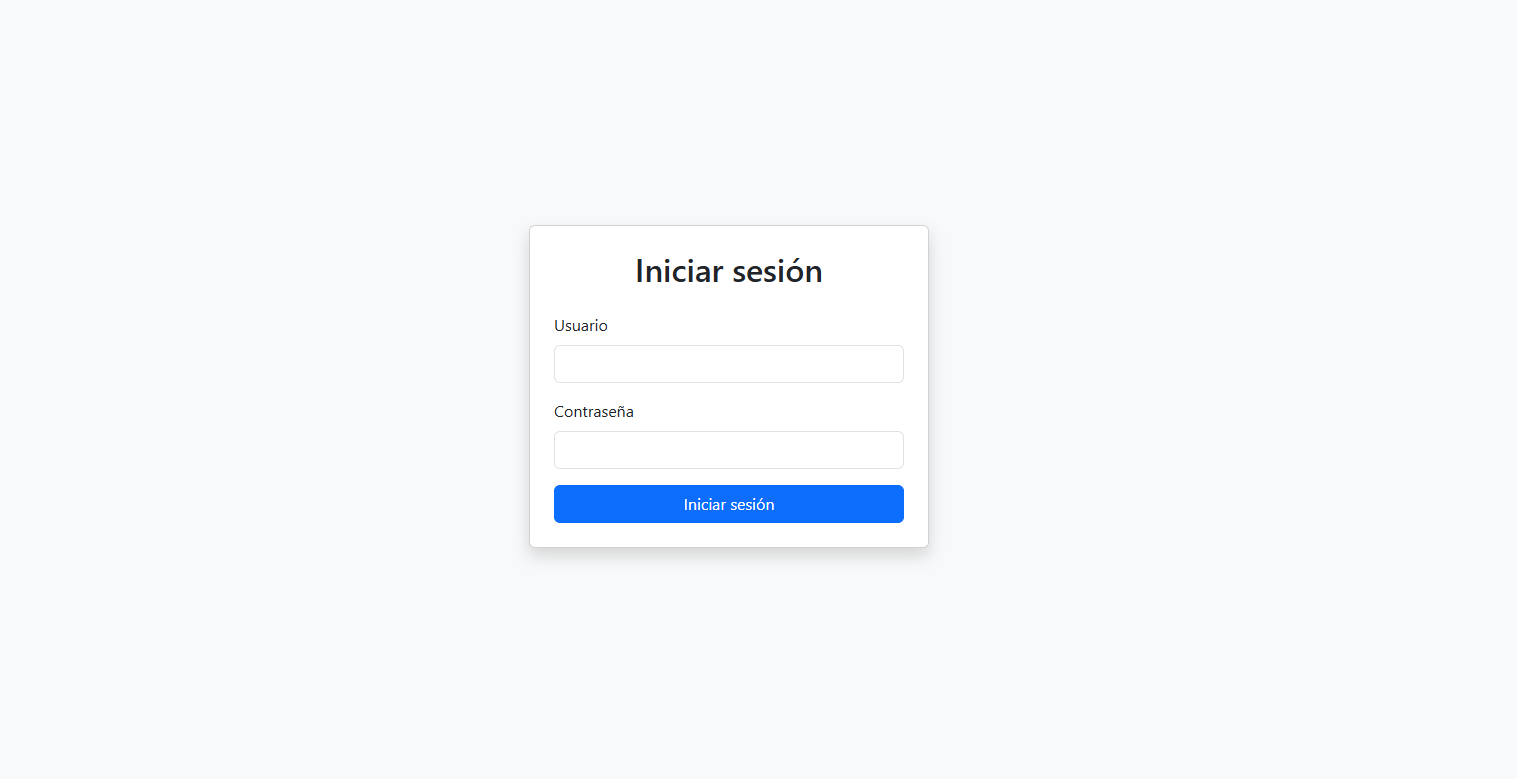 Iniciar sesión
Usuario
Contraseña
Iniciar sesión